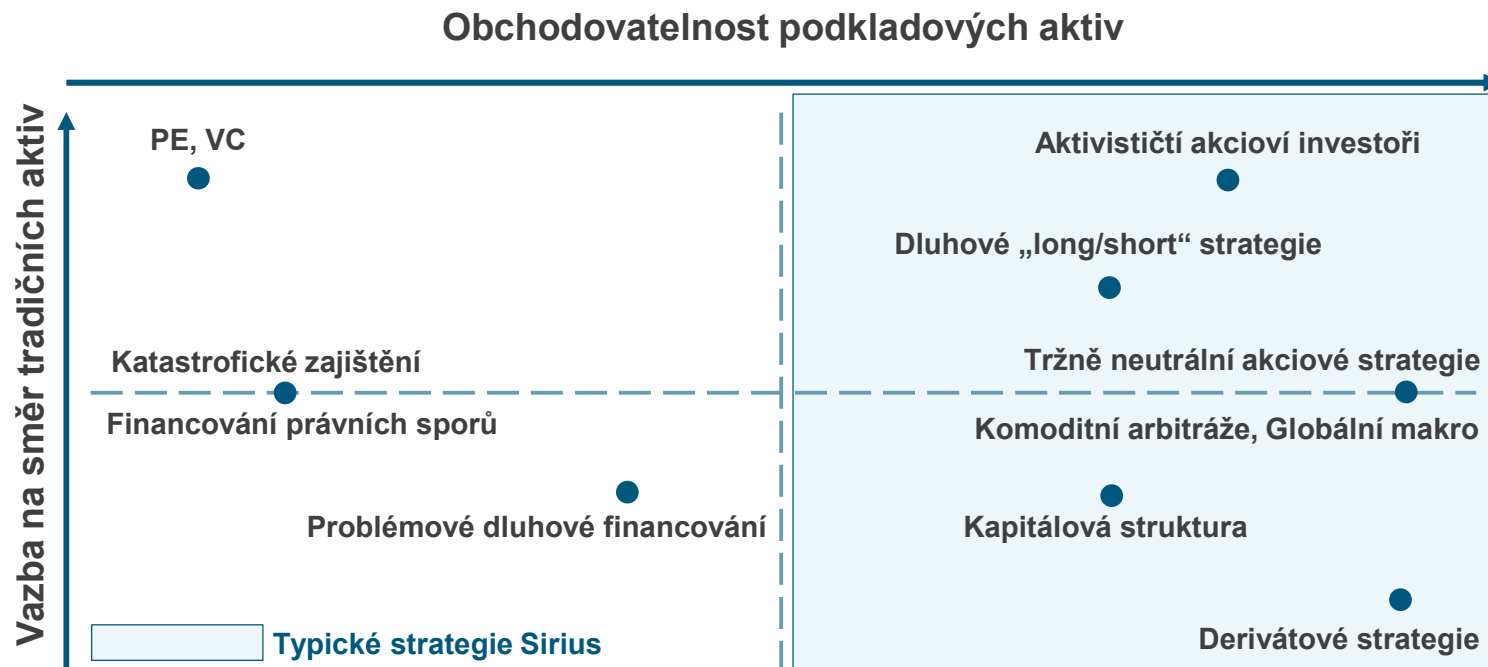 Obchodovatelnost podkladových aktiv
Vazba na směr tradičních aktiv
PE, VC
Aktivističtí akcioví investoři
Dluhové „long/short“ strategie
Katastrofické zajištění
Tržně neutrální akciové strategie
Financování právních sporů
Komoditní arbitráže, Globální makro
Problémové dluhové financování
Kapitálová struktura
Typické strategie Sirius
Derivátové strategie